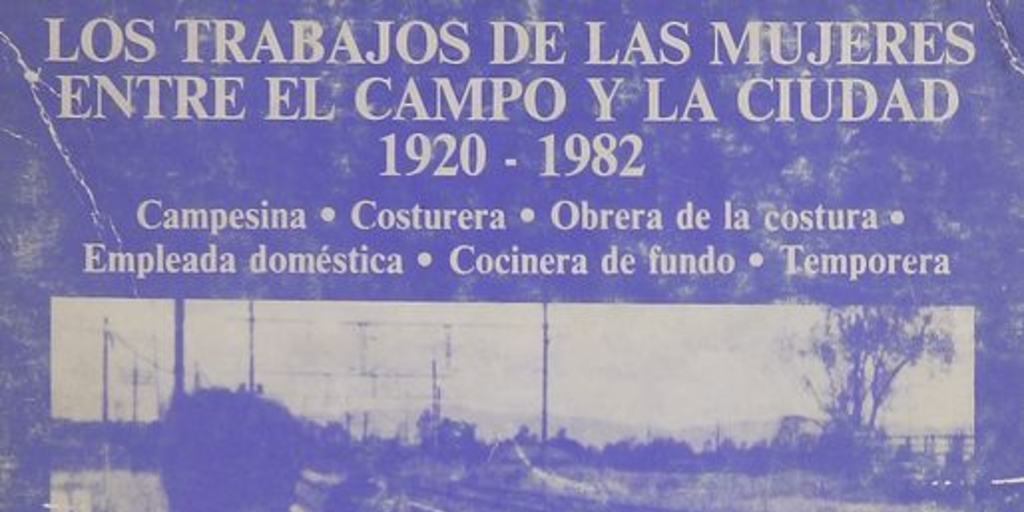 LOS TRABAJOS DE LAS MUJERES
ENTRE EL CAMPO Y LA CIUDAD
1920 - 1982
Campesina • Costurera • Obrera de la costura •
Empleada doméstica • Cocinera de fundo • Temporera